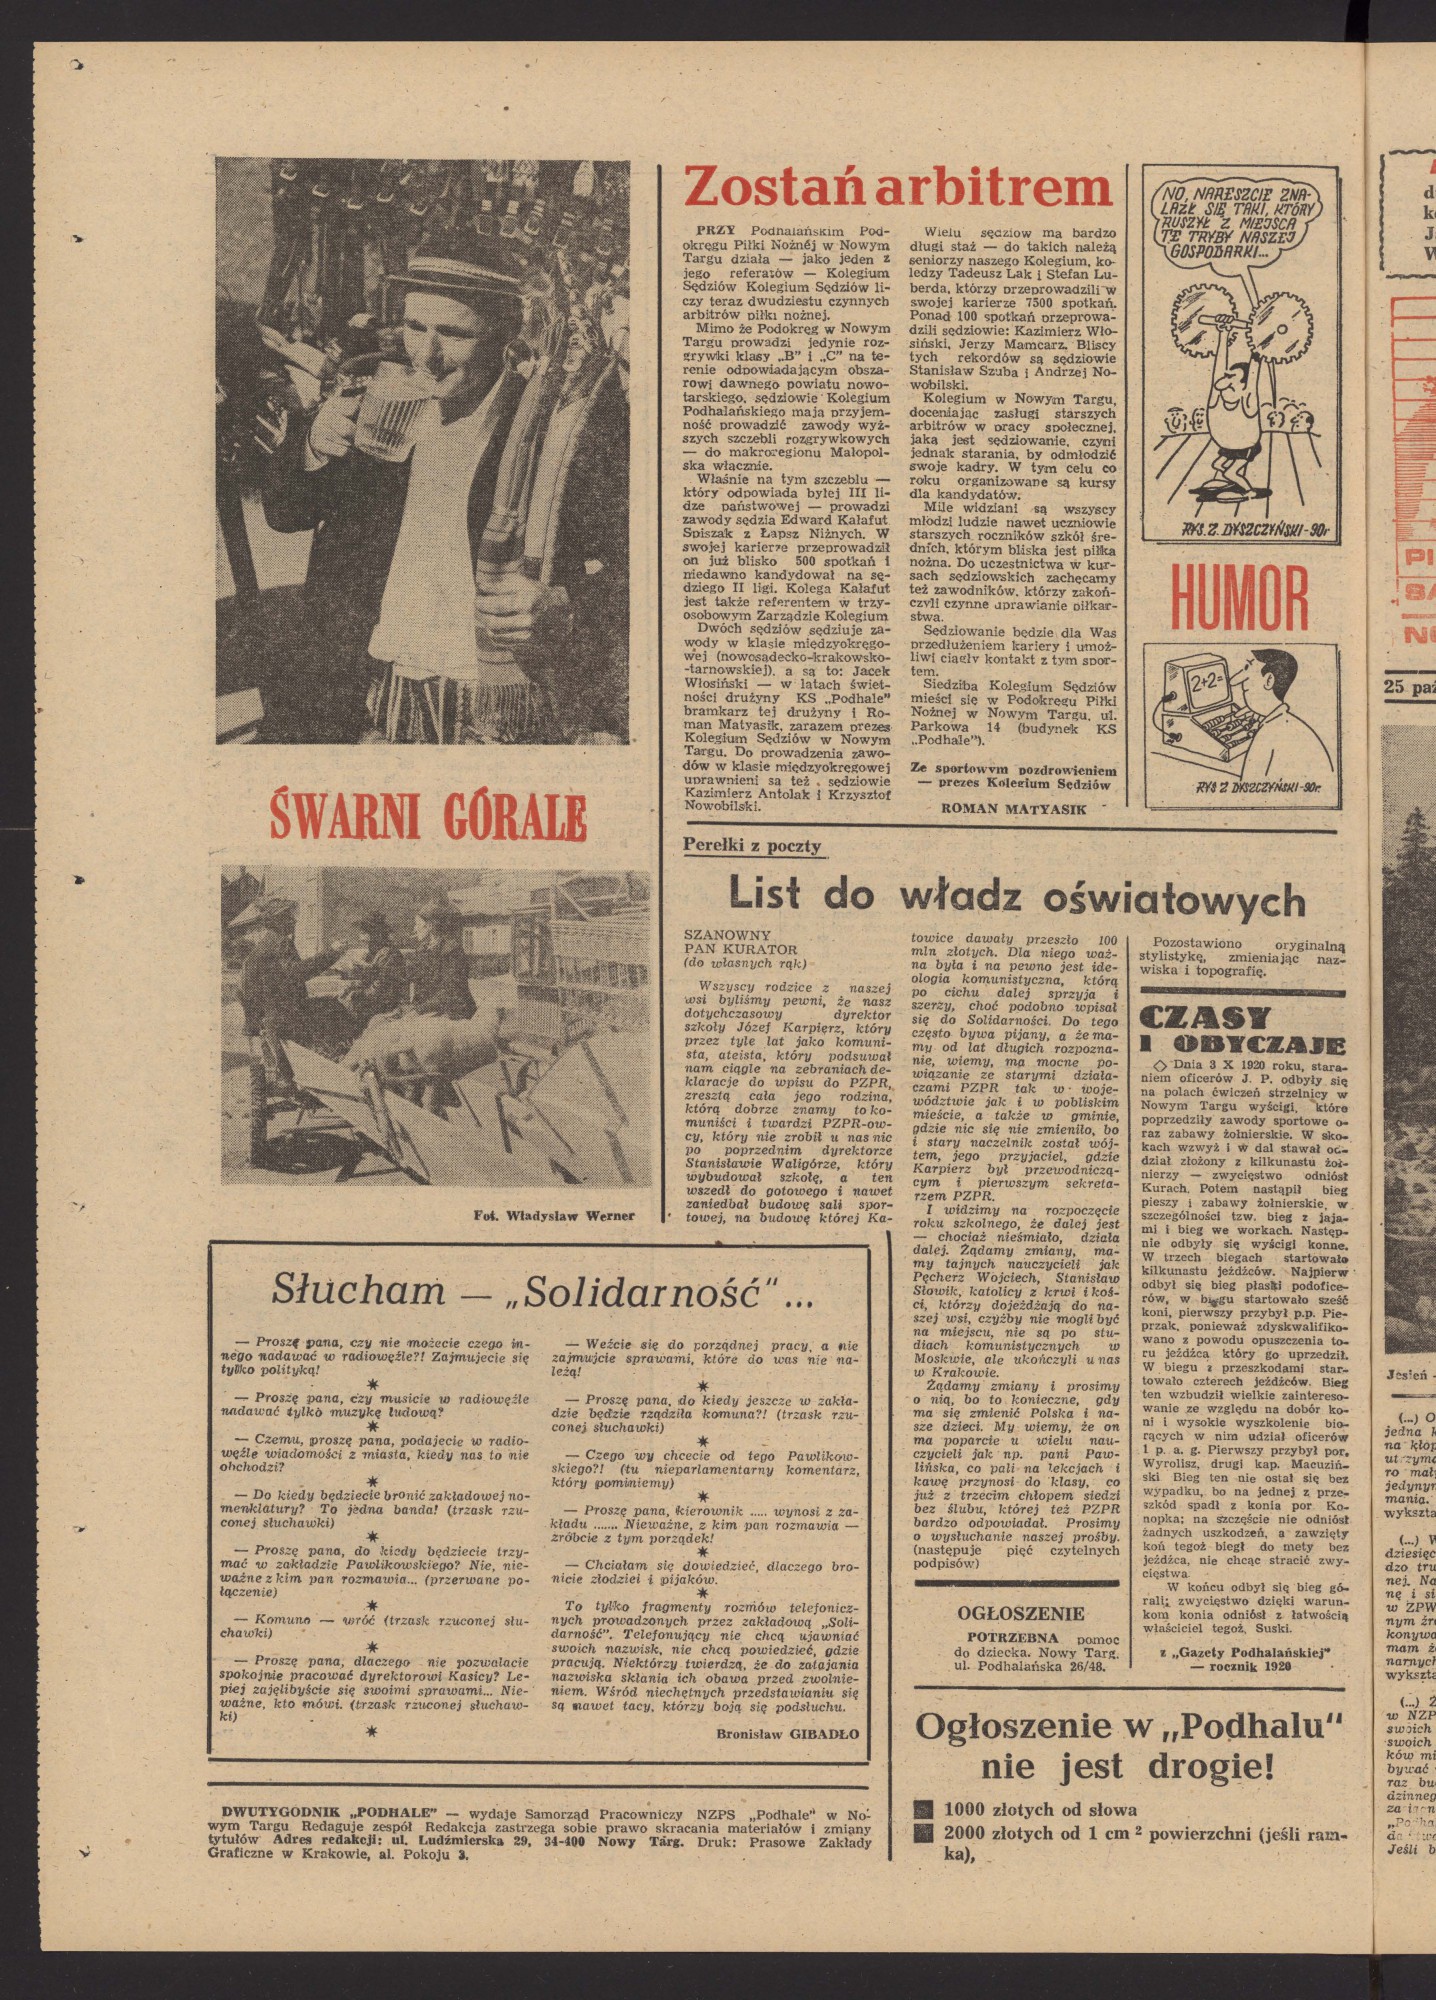 ŚWARNI GÓRALE
Fot. Władysław Werner
Zostań arbitrem
PRZY Podhalańskim Pod-
okręgu Piłki Nożnej w Nowym
Targu działa — jako jeden z
jego referatów — Kolegium
Sędziów Kolegium Sędziów li-
czy teraz dwudziestu czynnych
arbitrów piłki nożnej.
Mimo że Podokręg w Nowym
Targu prowadzi jedynie roz-
grywki klasy „B” i „C” na te-
renie odpowiadającym obsza-
rowi dawnego powiatu nowo-
tarskiego, sędziowie Kolegium
Podhalańskiego mają przyjem-
ność prowadzić zawody wyż-
szych szczebli rozgrywkowych
— do makroregionu Małopol-
ska włącznie.
Właśnie na tym szczeblu —
który odpowiada byłej III li-
dze państwowej — prowadzi
zawody sędzia Edward Kałafut
Spiszak z Łapsz Niżnych. W
swojej karierze przeprowadził
on już blisko 500 spotkań i
niedawno kandydował na sę-
dziego II ligi. Kolega Kałafut
jest także referentem w trzy-
osobowym Zarządzie Kolegium
Dwóch sędziów sędziuje za-
wody w klasie międzyokręgo-
wej (nowosądecko-krakowsko-
-tarnowskiej), a są to: Jacek
Włosiński — w latach świet-
ności drużyny KS „Podhale”
bramkarz tej drużyny i Ro-
man Matyasik, zarazem prezes
Kolegium Sędziów w Nowym
Targu. Do prowadzenia zawo-
dów w klasie międzyokręgowej
uprawnieni są też sędziowie
Kazimierz Antolak i Krzysztof
Nowobilski.
Wielu sędziów ma bardzo
długi staż — do takich należą
seniorzy naszego Kolegium, ko-
ledzy Tadeusz Lak i Stefan Lu-
berda, którzy przeprowadzili w
swojej karierze 7500 spotkań.
Ponad 100 spotkań przeprowa-
dzili sędziowie: Kazimierz Wło-
siński, Jerzy Mamcarz. Bliscy
tych rekordów są sędziowie
Stanisław Szuba i Andrzej No-
wobilski.
Kolegium w Nowym Targu,
doceniając zasługi starszych
arbitrów w pracy społecznej,
jaką jest sędziowanie, czyni
jednak starania, by odmłodzić
swoje kadry. W tym celu co
roku organizowane są kursy
dla kandydatów.
Mile widziani są wszyscy
młodzi ludzie nawet uczniowie
starszych roczników szkół śre-
dnich, którym bliska jest piłka
nożna. Do uczestnictwa w kur-
sach sędziowskich zachęcamy
też zawodników, którzy zakoń-
czyli czynne uprawianie piłkar-
stwa.
Sędziowanie będzie dla Was
przedłużeniem kariery i umoż-
liwi ciągły kontakt z tym spor-
tem.
Siedziba Kolegium Sędziów
mieści się w Podokręgu Piłki
Nożnej w Nowym Targu, ul.
Parkowa 14 (budynek KS
„Podhale”).
Ze sportowym pozdrowieniem
— prezes Kolegium Sędziów
ROMAN MATYASIK
NO, NARESZCIE ZNA-
LAZŁ SIĘ TAKI, KTÓRY
RUSZYŁ Z MIEJSCA
TE TRYBY NASZEJ
GOSPODARKI...
RYS. Z. DYSZCZYŃSKI-90r
HUMOR
2+2=
RYS Z DYSZCZYŃSKI-90r.
Perełki z poczty
List do władz oświatowych
SZANOWNY
PAN KURATOR
(do własnych rąk)
Wszyscy rodzice z naszej
wsi byliśmy pewni, że nasz
dotychczasowy dyrektor
szkoły Józef Karpierz, który
przez tyle lat jako komuni-
sta, ateista, który podsuwał
nam ciągle na zebraniach de-
klaracje do wpisu do PZPR,
zresztą cała jego rodzina,
którą dobrze znamy to ko-
muniści i twardzi PZPR-ow-
cy, który nie zrobił u nas nic
po poprzednim dyrektorze
Stanisławie Waligórze, który
wybudował szkołę, a ten
wszedł do gotowego i nawet
zaniedbał budowę sali spor-
towej, na budowę której Ka-
towice dawały przeszło 100
mln złotych. Dla niego waż-
na była i na pewno jest ide-
ologia komunistyczna, którą
po cichu dalej sprzyja i
szerzy, choć podobno wpisał
się do Solidarności. Do tego
często bywa pijany, a że ma-
my od lat długich rozpozna-
nie, wiemy, ma mocne po-
wiązanie ze starymi działa-
czami PZPR tak w woje-
wództwie jak i w pobliskim
mieście, a także w gminie,
gdzie nic się nie zmieniło, bo
i stary naczelnik został wój-
tem, jego przyjaciel, gdzie
Karpierz był przewodniczą-
cym i pierwszym sekreta-
rzem PZPR.
I widzimy na rozpoczęcie
roku szkolnego, że dalej jest
— chociaż nieśmiało, działa
dalej. Żądamy zmiany, ma-
my tajnych nauczycieli jak
Pęcherz Wojciech, Stanisław
Słowik, katolicy z krwi i koś-
ci, którzy dojeżdżają do na-
szej wsi, czyżby nie mogli być
na miejscu, nie są po stu-
diach komunistycznych w
Moskwie, ale ukończyli u nas
w Krakowie.
Żądamy zmiany i prosimy
o nią, bo to konieczne, gdy
ma się zmienić Polska i na-
sze dzieci. My wiemy, że on
ma poparcie u wielu nau-
czycieli jak np. pani Paw-
lińska, co pali na lekcjach i
kawę przynosi do klasy, co
już z trzecim chłopem siedzi
bez ślubu, której też PZPR
bardzo odpowiadał. Prosimy
o wysłuchanie naszej prośby.
(następuje pięć czytelnych
podpisów)
Pozostawiono oryginalną
stylistykę, zmieniając naz-
wiska i topografię.
CZASY
I OBYCZAJE
◇ Dnia 3 X 1920 roku, stara-
niem oficerów J. P. odbyły się
na polach ćwiczeń strzelnicy w
Nowym Targu wyścigi, które
poprzedziły zawody sportowe o-
raz zabawy żołnierskie. W sko-
kach wzwyż i w dal stawał od-
dział złożony z kilkunastu żoł-
nierzy — zwycięstwo odniósł
Kurach. Potem nastąpił bieg
pieszy i zabawy żołnierskie, w
szczególności tzw. bieg z jaja-
mi i bieg we workach. Następ-
nie odbyły się wyścigi konne.
W trzech biegach startowało
kilkunastu jeźdźców. Najpierw
odbył się bieg płaski podofice-
rów, w biegu startowało sześć
koni, pierwszy przybył p.p. Pie-
przak, ponieważ zdyskwalifiko-
wano z powodu opuszczenia to-
ru jeźdźcą który go uprzedził.
W biegu z przeszkodami star-
towało czterech jeźdźców. Bieg
ten wzbudził wielkie zaintereso-
wanie ze względu na dobór ko-
ni i wysokie wyszkolenie bio-
rących w nim udział oficerów
1 p. a. g. Pierwszy przybył por.
Wyrolisz, drugi kap. Macuziń-
ski Bieg ten nie ostał się bez
wypadku, bo na jednej z prze-
szkód spadł z konia por. Ko-
nopka; na szczęście nie odniósł
żadnych uszkodzeń, a zawzięty
koń tegoż biegł do mety bez
jeźdźca, nie chcąc stracić zwy-
cięstwa.
W końcu odbył się bieg gó-
rali; zwycięstwo dzięki warun-
kom konia odniósł z łatwością
właściciel tegoż, Suski.
z „Gazety Podhalańskiej”
— rocznik 1920
Słucham — „Solidarność”...
— Proszę pana, czy nie możecie czego in-
nego nadawać w radiowęźle?! Zajmujecie się
tylko polityką!
— Proszę pana, czy musicie w radiowęźle
nadawać tylko muzykę ludową?
— Czemu, proszę pana, podajecie w radio-
węźle wiadomości z miasta, kiedy nas to nie
obchodzi?
— Do kiedy będziecie bronić zakładowej no-
menklatury? To jedna banda! (trzask rzu-
conej słuchawki)
— Proszę pana, do kiedy będziecie trzy-
mać w zakładzie Pawlikowskiego? Nie, nie-
ważne z kim pan rozmawia... (przerwane po-
łączenie)
— Komuno — wróć (trzask rzuconej słu-
chawki)
— Proszę pana, dlaczego nie pozwalacie
spokojnie pracować dyrektorowi Kasicy? Le-
piej zajęlibyście się swoimi sprawami... Nie-
ważne, kto mówi. (trzask rzuconej słuchaw-
ki)
— Weźcie się do porządnej pracy, a nie
zajmujcie sprawami, które do was nie na-
leżą!
— Proszę pana, do kiedy jeszcze w zakła-
dzie będzie rządziła komuna?! (trzask rzu-
conej słuchawki)
— Czego wy chcecie od tego Pawlikow-
skiego?! (tu nieparlamentarny komentarz,
który pominiemy)
— Proszę pana, kierownik ..... wynosi z za-
kładu ....... Nieważne, z kim pan rozmawia —
zróbcie z tym porządek!
— Chciałam się dowiedzieć, dlaczego bro-
nicie złodziei i pijaków.
To tylko fragmenty rozmów telefonicz-
nych prowadzonych przez zakładową „Soli-
darność”. Telefonujący nie chcą ujawniać
swoich nazwisk, nie chcą powiedzieć, gdzie
pracują. Niektórzy twierdzą, że do zatajania
nazwiska skłania ich obawa przed zwolnie-
niem. Wśród niechętnych przedstawianiu się
są nawet tacy, którzy boją się podsłuchu.
Bronisław GIBADŁO
OGŁOSZENIE
POTRZEBNA pomoc
do dziecka. Nowy Targ.
ul. Podhalańska 26/48.
Ogłoszenie w „Podhalu”
nie jest drogie!
1000 złotych od słowa
2000 złotych od 1 cm² powierzchni (jeśli ram-
ka),
DWUTYGODNIK „PODHALE” — wydaje Samorząd Pracowniczy NZPS „Podhale” w No-
wym Targu Redaguje zespół Redakcja zastrzega sobie prawo skracania materiałów i zmiany
tytułów Adres redakcji: ul. Ludźmierska 29, 34-400 Nowy Targ. Druk: Prasowe Zakłady
Graficzne w Krakowie, al. Pokoju 3.
25 paź
Jesień